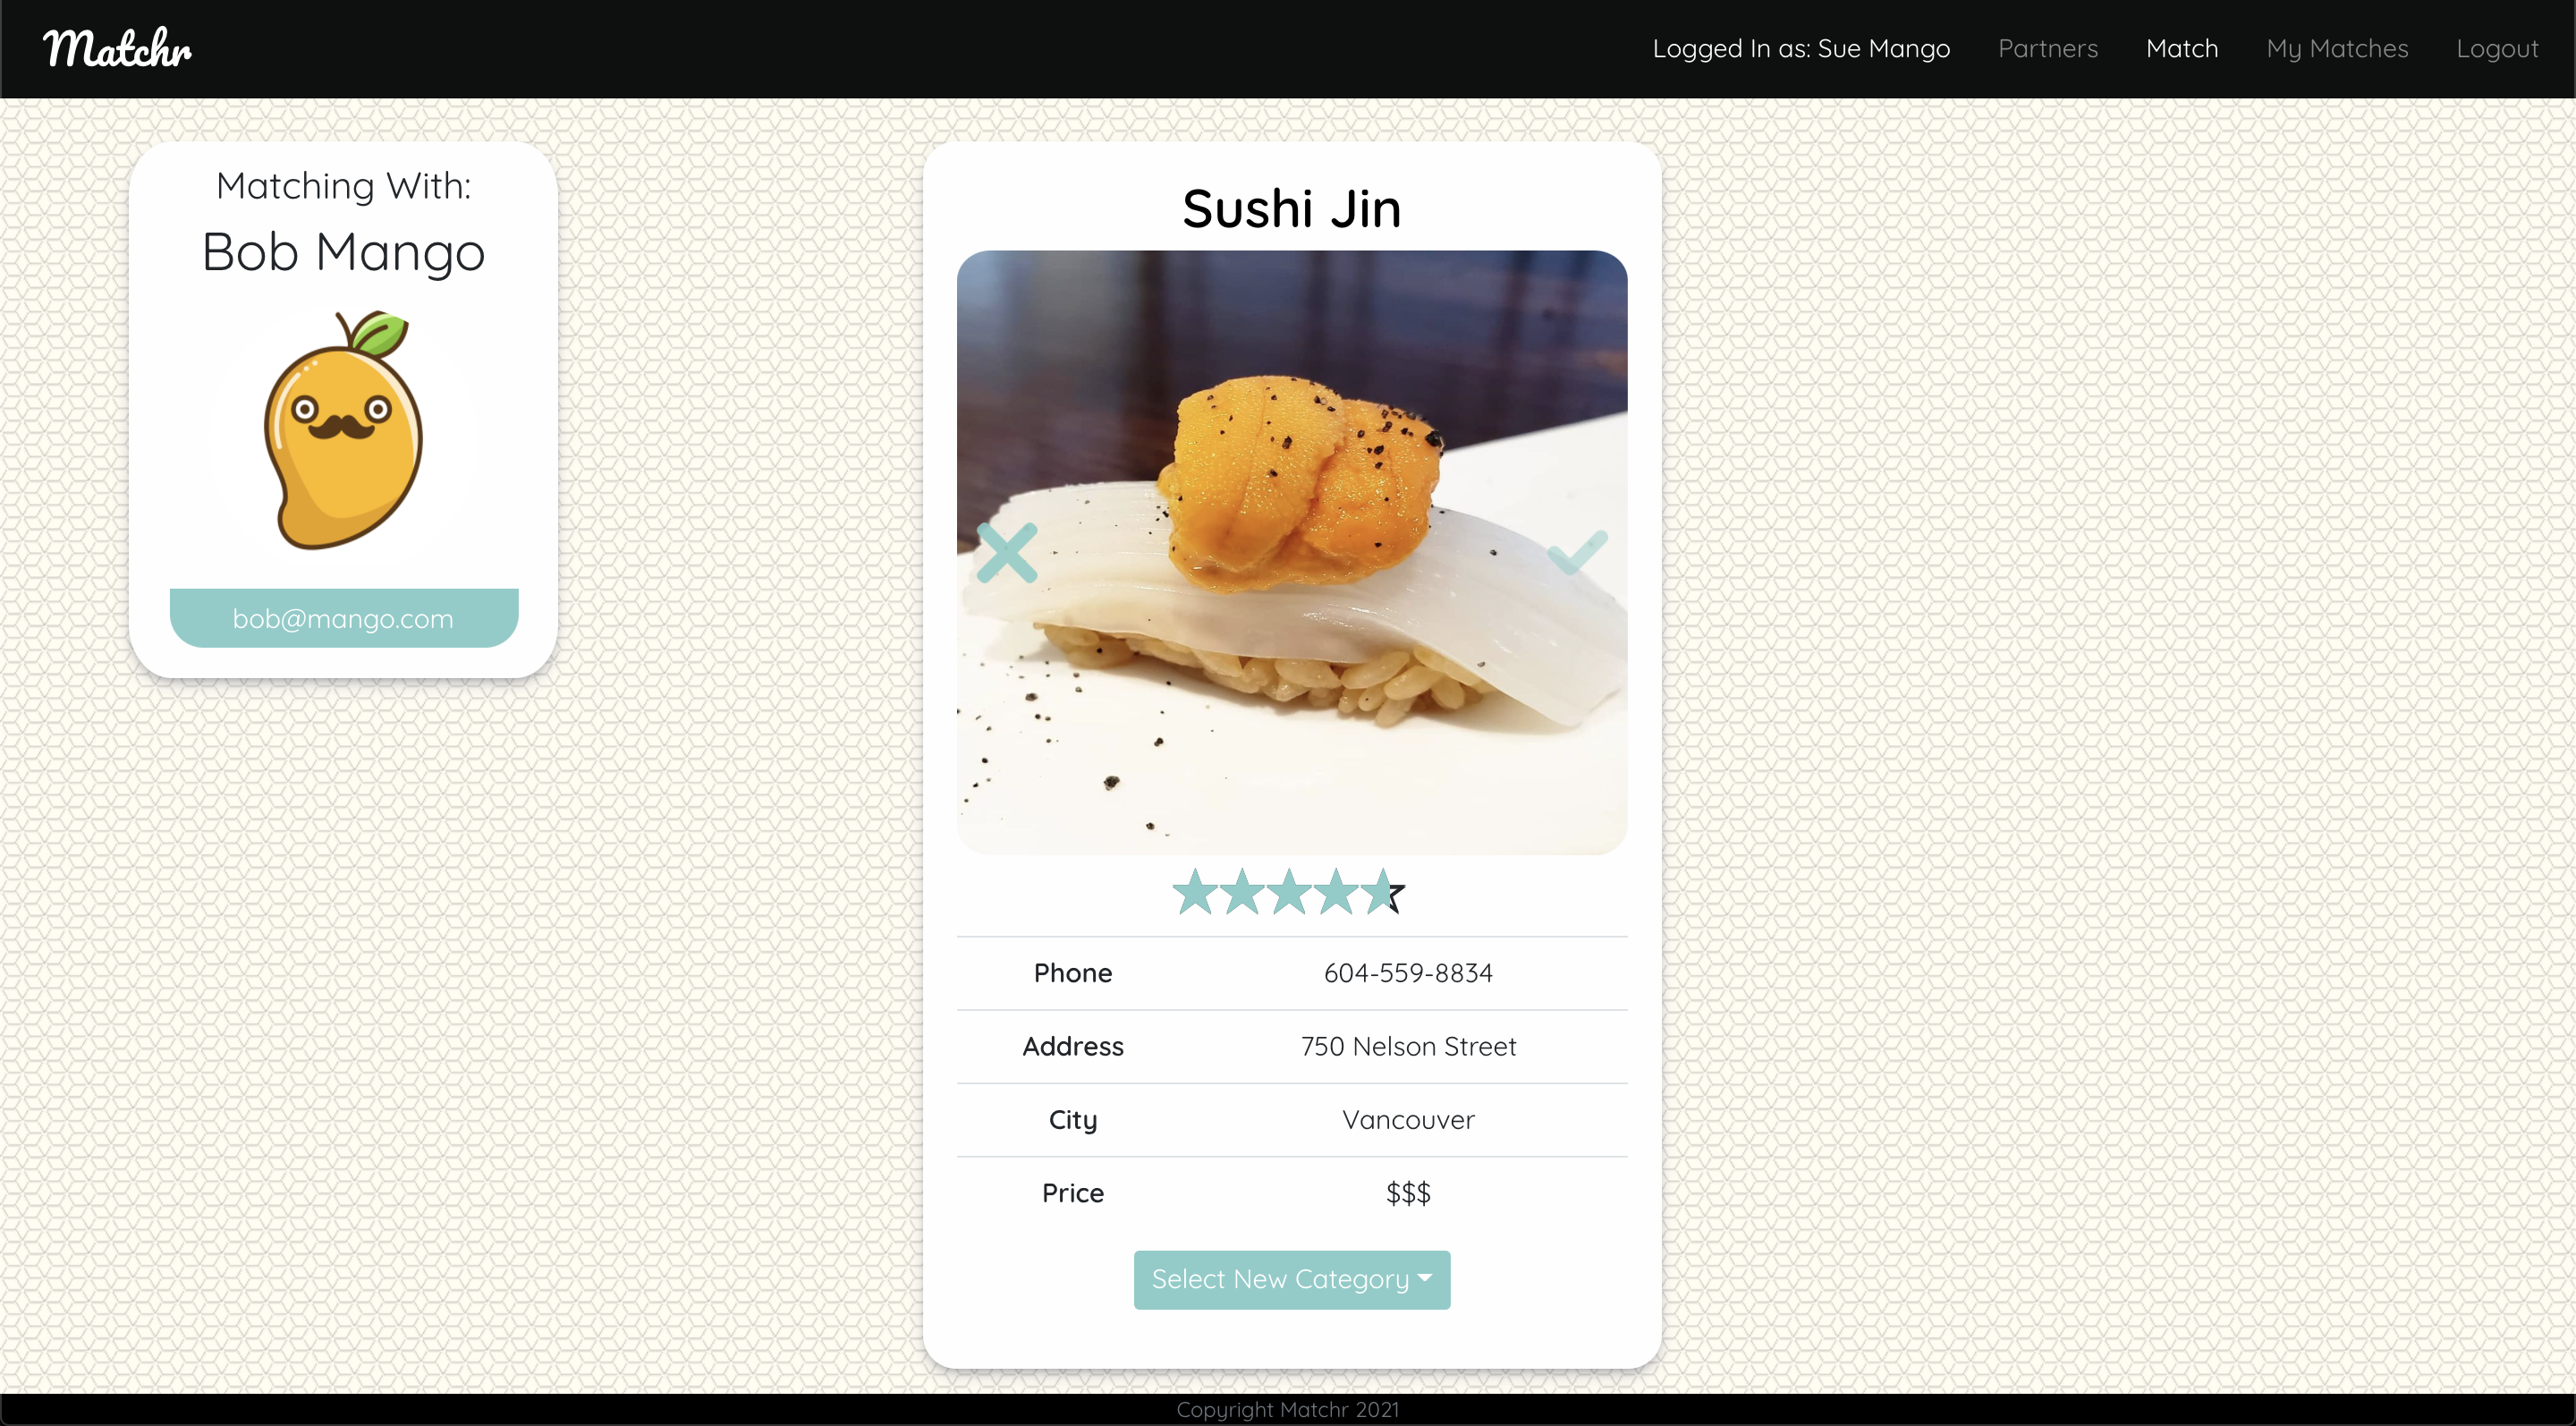 Matchr
Logged In as: Sue Mango Partners Match My Matches Logout
Matching With:
Bob Mango
bob@mango.com
Sushi Jin
Phone 604-559-8834
Address 750 Nelson Street
City Vancouver
Price $$$
Select New Category
Copyright Matchr 2021